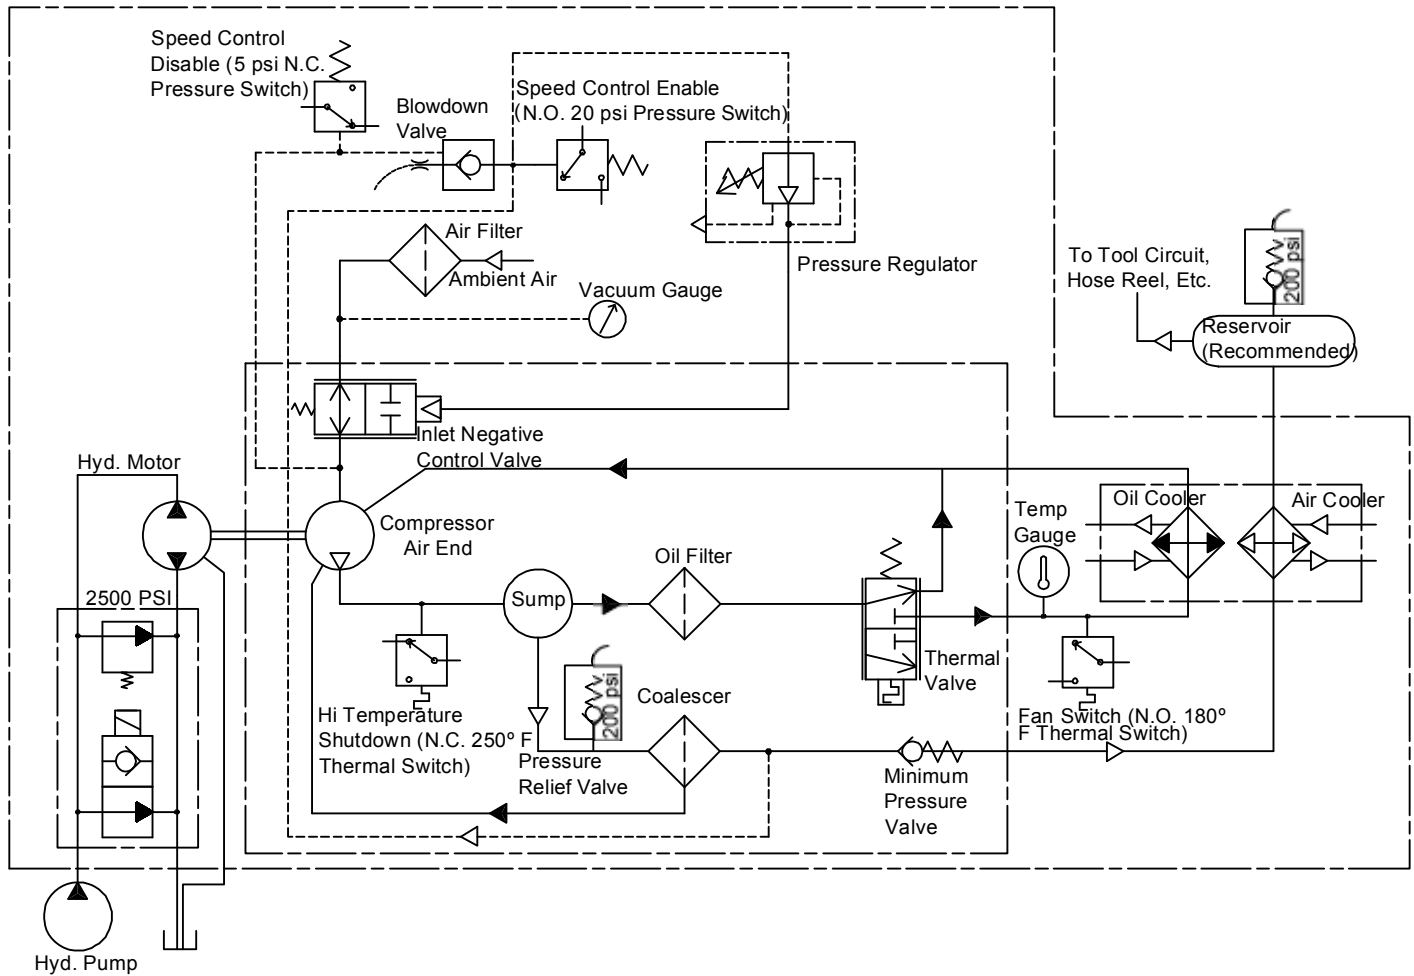 Speed Control
Disable (5 psi N.C.
Pressure Switch)
Blowdown
Valve
Speed Control Enable
(N.O. 20 psi Pressure Switch)
Air Filter
Ambient Air
Pressure Regulator
Vacuum Gauge
To Tool Circuit,
Hose Reel, Etc.
200 psi
Reservoir
(Recommended)
Inlet Negative
Control Valve
Hyd. Motor
Compressor
Air End
Oil Filter
Temp
Gauge
Oil Cooler
Air Cooler
2500 PSI
Sump
Thermal
Valve
Coalescer
200 psi
Hi Temperature
Shutdown (N.C. 250º F
Thermal Switch)
Pressure
Relief Valve
Fan Switch (N.O. 180º
F Thermal Switch)
Minimum
Pressure
Valve
Hyd. Pump